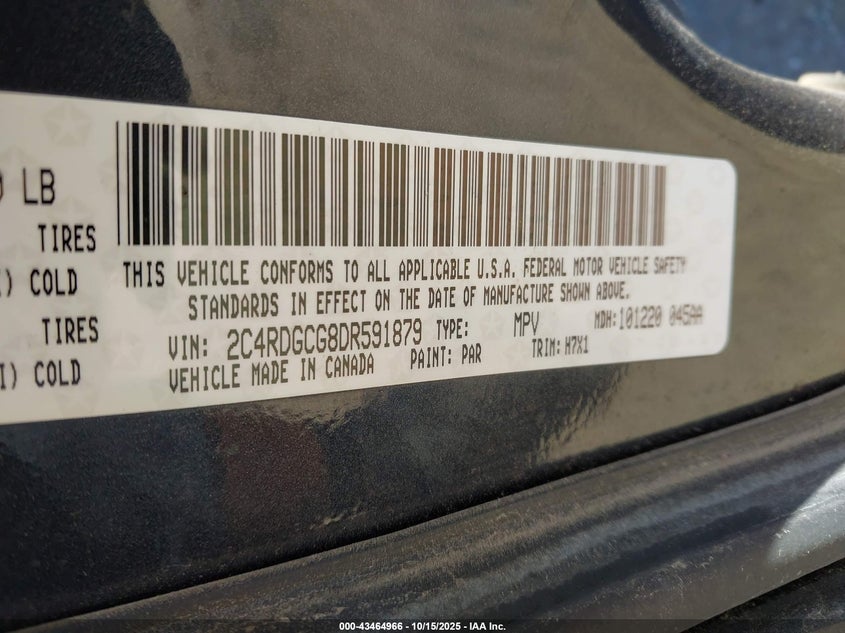 LB
TIRES
) COLD
TIRES
I) COLD
THIS VEHICLE CONFORMS TO ALL APPLICABLE U.S.A. FEDERAL MOTOR VEHICLE SAFETY
STANDARDS IN EFFECT ON THE DATE OF MANUFACTURE SHOWN ABOVE.
VIN: 2C4RDGCG8DR591879 TYPE: MPV MDH:101220 045AA
VEHICLE MADE IN CANADA PAINT: PAR TRIM: H7X1
000-43464966 - 10/15/2025 - IAA Inc.